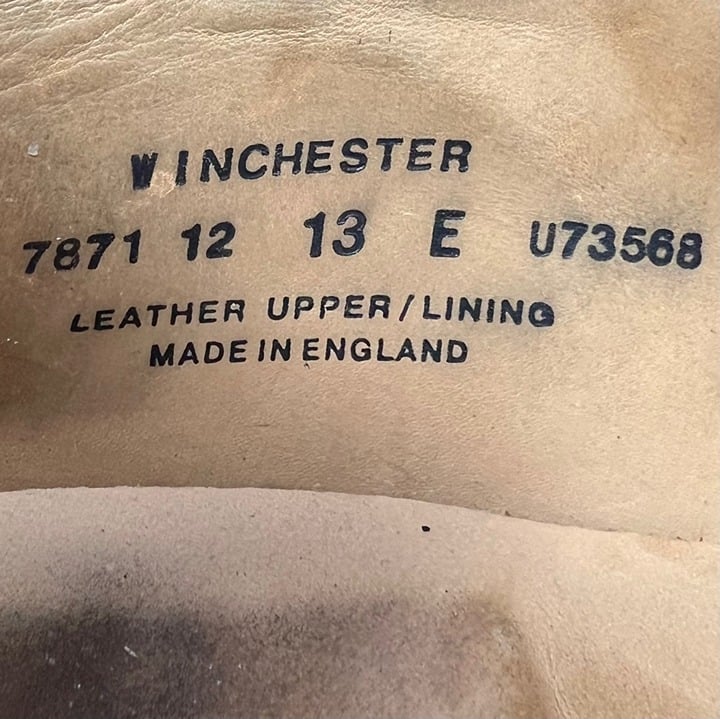 WINCHESTER
7871 12 13 E U73568
LEATHER UPPER/LINING
MADE IN ENGLAND